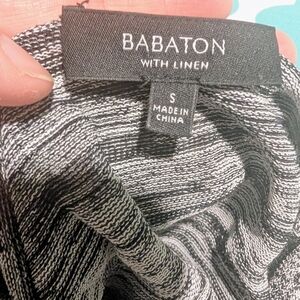 BABATON
WITH LINEN
S
MADE IN
CHINA